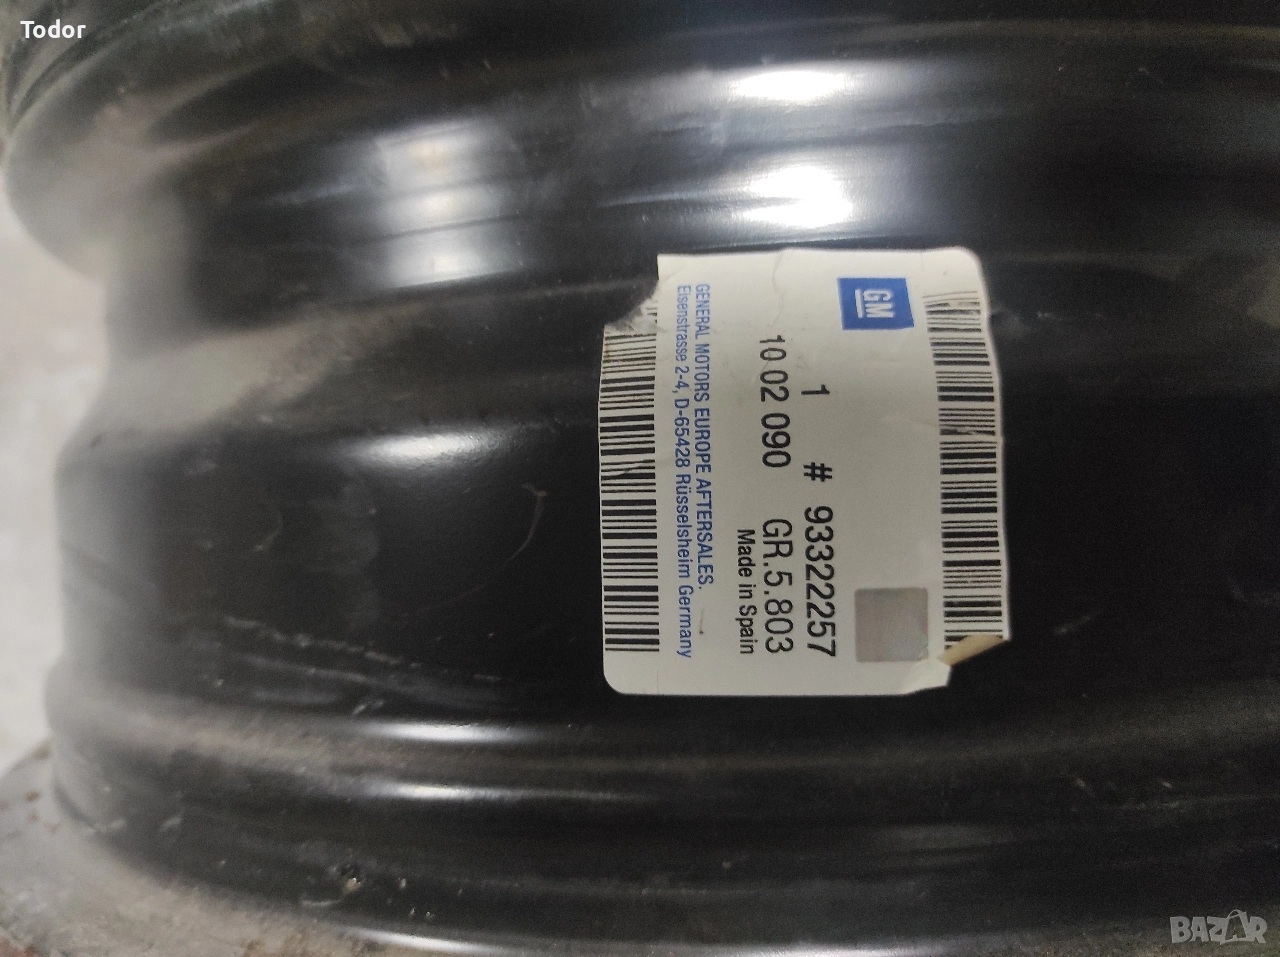 Todor
GM
1 # 93322257
10 02 090 GR.5.803
Made in Spain
GENERAL MOTORS EUROPE AFTERSALES.
Eisenstrasse 2-4, D-65428 Rüsselsheim Germany
BAZAR